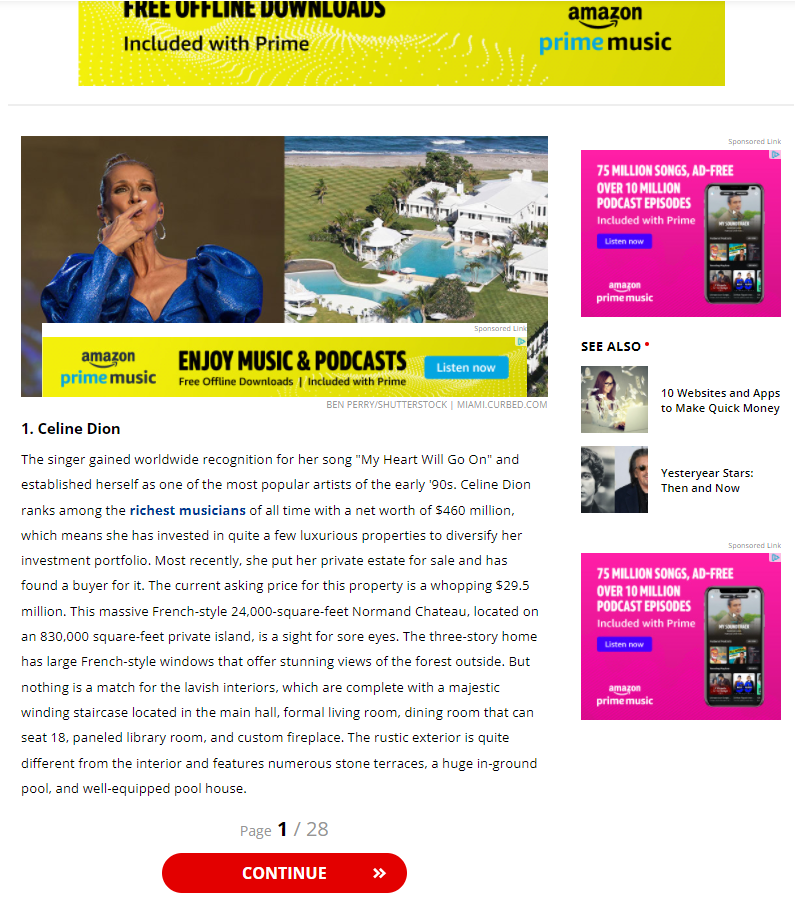 FREE OFFLINE DOWNLOADS
Included with Prime
amazon
prime music
Sponsored Link
75 MILLION SONGS, AD-FREE
OVER 10 MILLION
PODCAST EPISODES
Included with Prime
Listen now
amazon
prime music
MY SOUNDTRACK
Sponsored Link
amazon
prime music
ENJOY MUSIC & PODCASTS
Free Offline Downloads | Included with Prime
Listen now
BEN PERRY/SHUTTERSTOCK | MIAMI.CURBED.COM
1. Celine Dion
The singer gained worldwide recognition for her song "My Heart Will Go On" and
established herself as one of the most popular artists of the early '90s. Celine Dion
ranks among the richest musicians of all time with a net worth of $460 million,
which means she has invested in quite a few luxurious properties to diversify her
investment portfolio. Most recently, she put her private estate for sale and has
found a buyer for it. The current asking price for this property is a whopping $29.5
million. This massive French-style 24,000-square-feet Normand Chateau, located on
an 830,000 square-feet private island, is a sight for sore eyes. The three-story home
has large French-style windows that offer stunning views of the forest outside. But
nothing is a match for the lavish interiors, which are complete with a majestic
winding staircase located in the main hall, formal living room, dining room that can
seat 18, paneled library room, and custom fireplace. The rustic exterior is quite
different from the interior and features numerous stone terraces, a huge in-ground
pool, and well-equipped pool house.
Page 1 / 28
CONTINUE »
SEE ALSO •
10 Websites and Apps
to Make Quick Money
Yesteryear Stars:
Then and Now
Sponsored Link
75 MILLION SONGS, AD-FREE
OVER 10 MILLION
PODCAST EPISODES
Included with Prime
Listen now
amazon
prime music
MY SOUNDTRACK